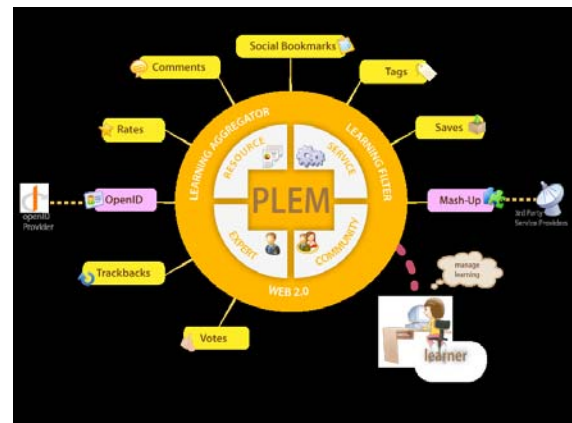 Social Bookmarks
Comments
Tags
Rates
Saves
LEARNING AGGREGATOR
LEARNING FILTER
RESOURCE
SERVICE
PLEM
EXPERT
COMMUNITY
WEB 2.0
openID
Provider
OpenID
Mash-Up
3rd Party
Service Providers
Trackbacks
Votes
manage
learning
learner